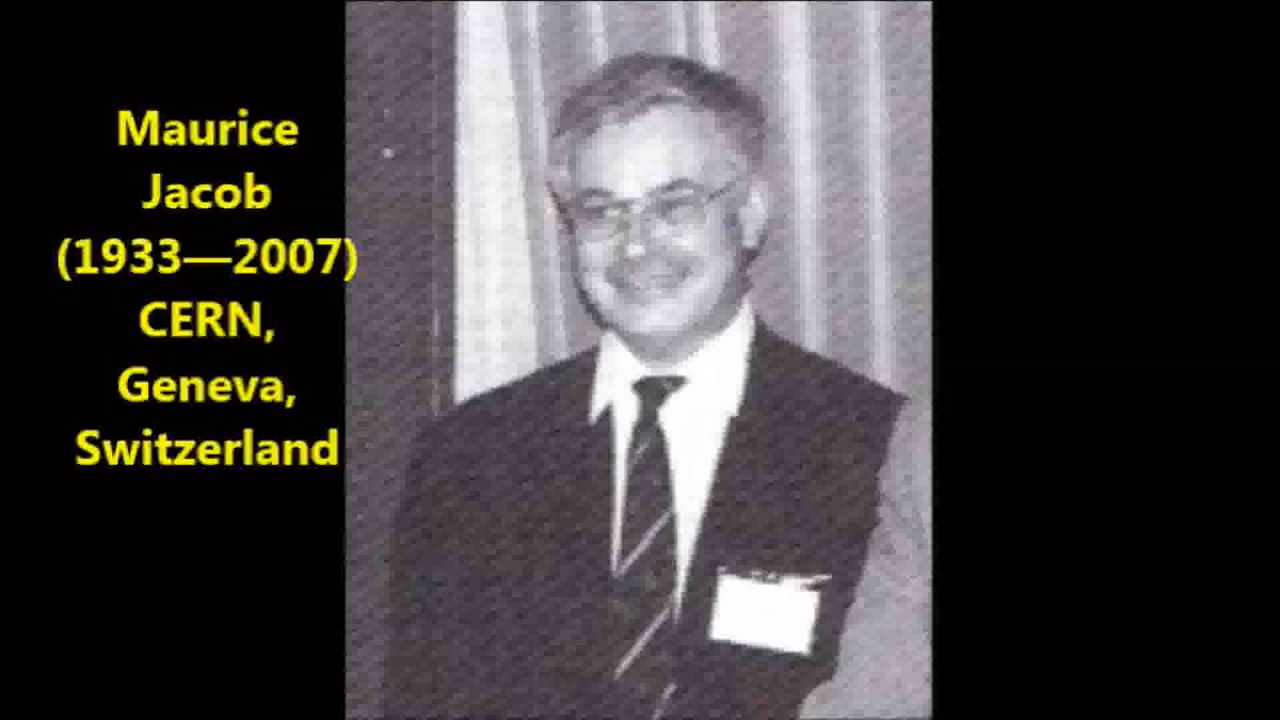 Maurice
Jacob
(1933—2007)
CERN,
Geneva,
Switzerland